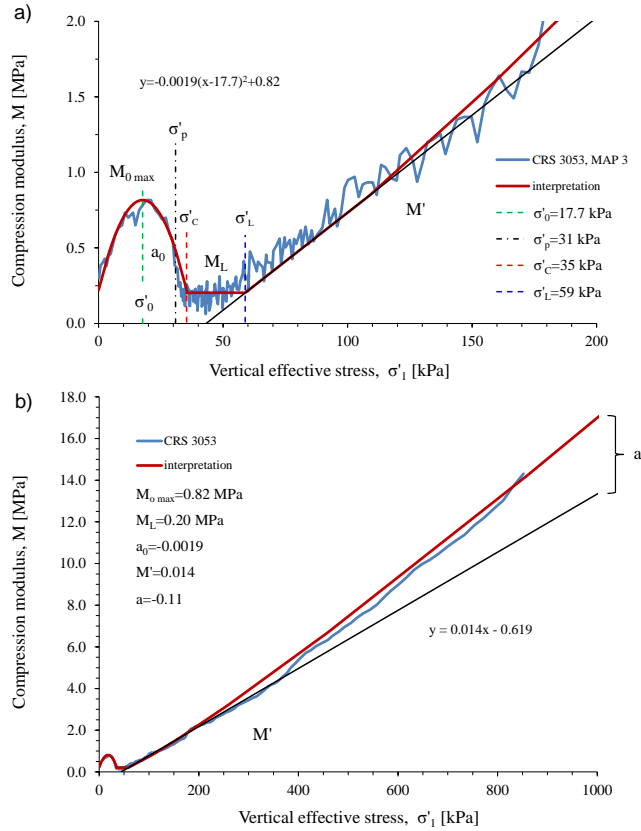 a)
2.0
1.5
1.0
0.5
0.0
Compression modulus, M [MPa]
y=-0.0019(x-17.7)²+0.82
σ'p
M0 max
σ'C
σ'L
a0
ML
σ'0
M'
CRS 3053, MAP 3
interpretation
σ'0=17.7 kPa
σ'p=31 kPa
σ'C=35 kPa
σ'L=59 kPa
0 50 100 150 200
Vertical effective stress, σ'1 [kPa]
b)
18.0
16.0
14.0
12.0
10.0
8.0
6.0
4.0
2.0
0.0
Compression modulus, M [MPa]
CRS 3053
interpretation
Mo max=0.82 MPa
ML=0.20 MPa
a0=-0.0019
M'=0.014
a=-0.11
a
y = 0.014x - 0.619
M'
0 200 400 600 800 1000
Vertical effective stress, σ'1 [kPa]